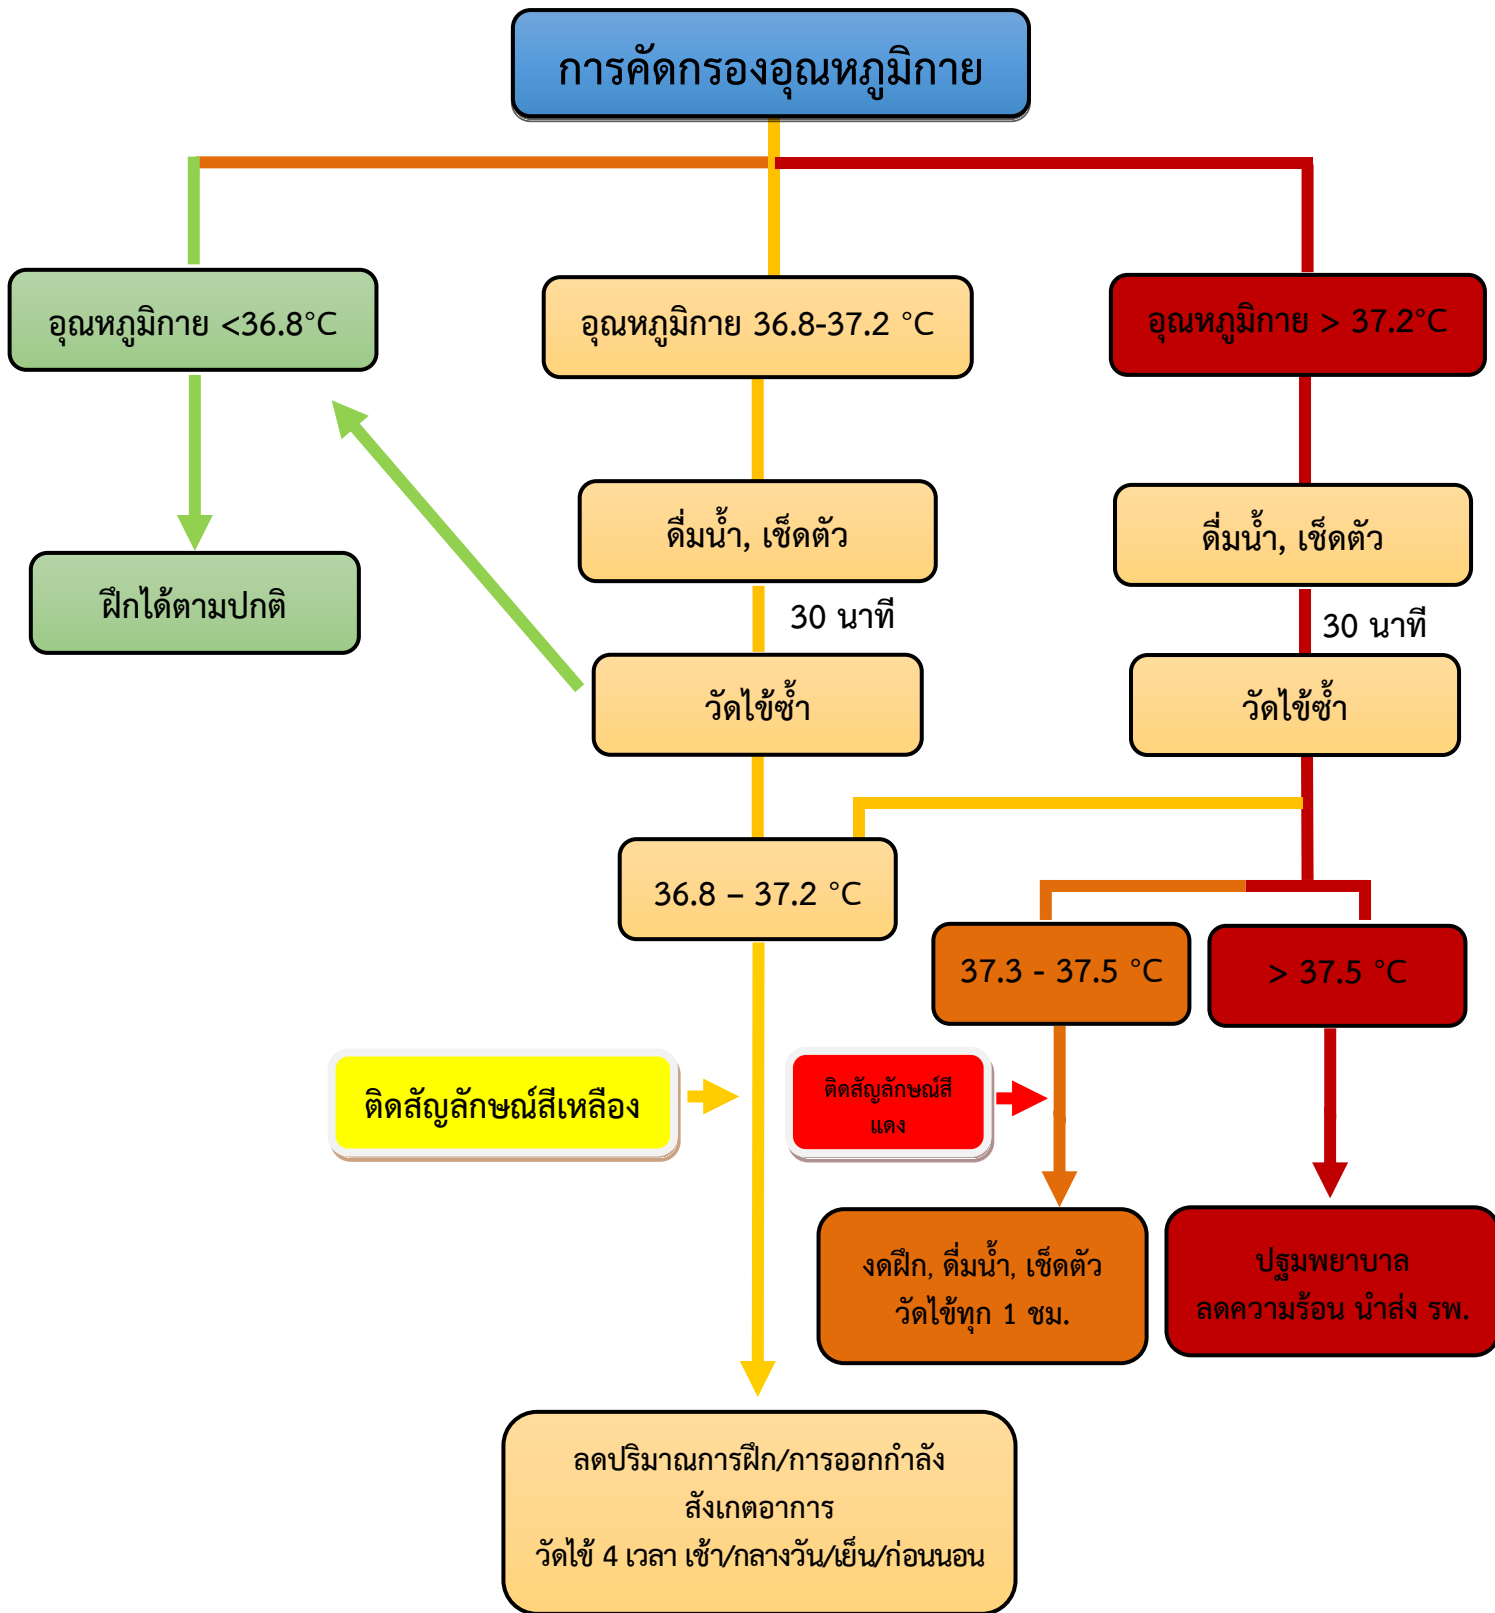 การคัดกรองอุณหภูมิกาย
อุณหภูมิกาย <36.8°C
อุณหภูมิกาย 36.8-37.2 °C
อุณหภูมิกาย > 37.2°C
ดื่มน้ำ, เช็ดตัว
ดื่มน้ำ, เช็ดตัว
ฝึกได้ตามปกติ
30 นาที
30 นาที
วัดไข้ซ้ำ
วัดไข้ซ้ำ
36.8 – 37.2 °C
37.3 - 37.5 °C
> 37.5 °C
ติดสัญลักษณ์สีเหลือง
ติดสัญลักษณ์สี
แดง
งดฝึก, ดื่มน้ำ, เช็ดตัว
วัดไข้ทุก 1 ชม.
ปฐมพยาบาล
ลดความร้อน นำส่ง รพ.
ลดปริมาณการฝึก/การออกกำลัง
สังเกตอาการ
วัดไข้ 4 เวลา เช้า/กลางวัน/เย็น/ก่อนนอน